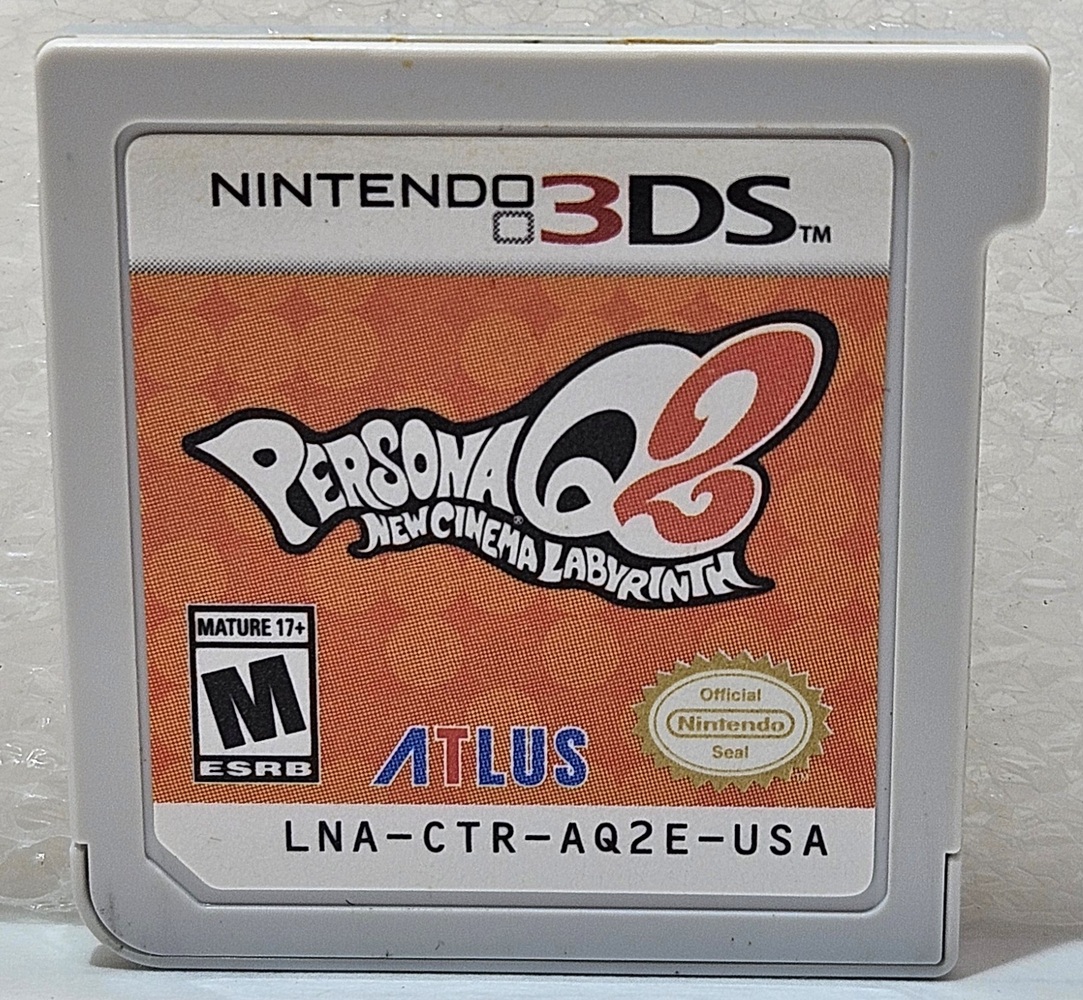 NINTENDO 3DS™
PERSONA Q2
NEW CINEMA LABYRINTH®
MATURE 17+
M
ESRB
ATLUS
Official
Nintendo
Seal
LNA-CTR-AQ2E-USA